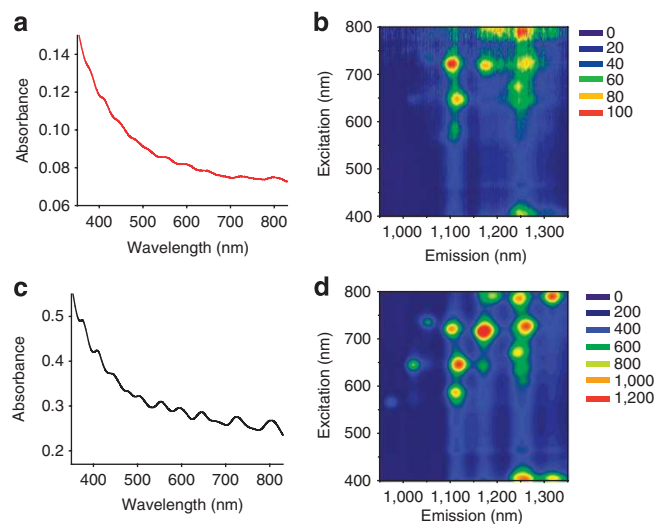 a
0.14
0.12
0.10
0.08
0.06
Absorbance
400 500 600 700 800
Wavelength (nm)
b
800
700
600
500
400
Excitation (nm)
1,000 1,100 1,200 1,300
Emission (nm)
0
20
40
60
80
100
c
0.5
0.4
0.3
0.2
Absorbance
400 500 600 700 800
Wavelength (nm)
d
800
700
600
500
400
Excitation (nm)
1,000 1,100 1,200 1,300
Emission (nm)
0
200
400
600
800
1,000
1,200